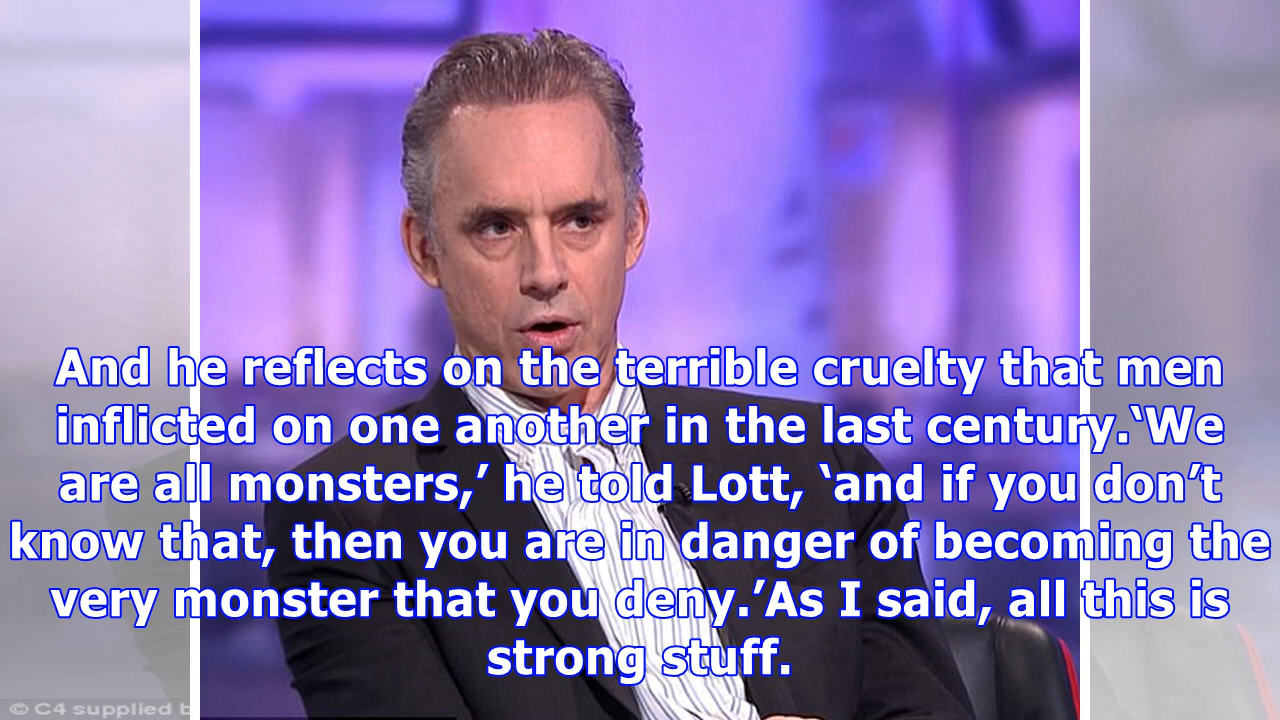 And he reflects on the terrible cruelty that men
inflicted on one another in the last century.‘We
are all monsters,’ he told Lott, ‘and if you don’t
know that, then you are in danger of becoming the
very monster that you deny.’As I said, all this is
strong stuff.
© C4 supplied b